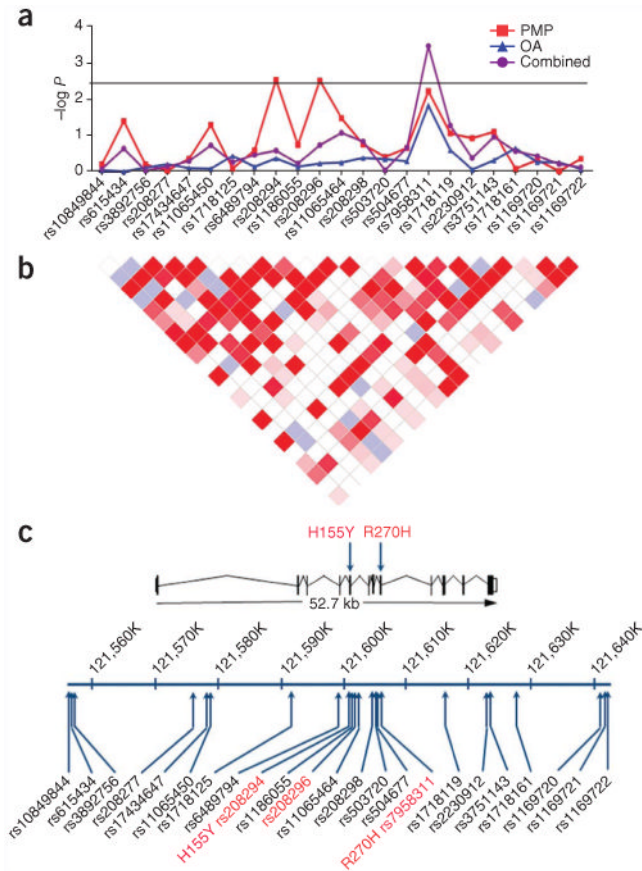 a
4
3
2
1
0
–log P
PMP
OA
Combined
rs10849844
rs615434
rs3892756
rs208277
rs17434647
rs11065450
rs1718125
rs6489794
rs208294
rs1186055
rs208296
rs11065464
rs208298
rs503720
rs504677
rs7958311
rs1718119
rs2230912
rs3751143
rs1718161
rs1169720
rs1169721
rs1169722
b
c
H155Y
R270H
52.7 kb
121,560K
121,570K
121,580K
121,590K
121,600K
121,610K
121,620K
121,630K
121,640K
rs10849844
rs615434
rs3892756
rs208277
rs17434647
rs11065450
rs1718125
rs6489794
H155Y rs208294
rs1186055
rs208296
rs11065464
rs208298
rs503720
rs504677
R270H rs7958311
rs1718119
rs2230912
rs3751143
rs1718161
rs1169720
rs1169721
rs1169722